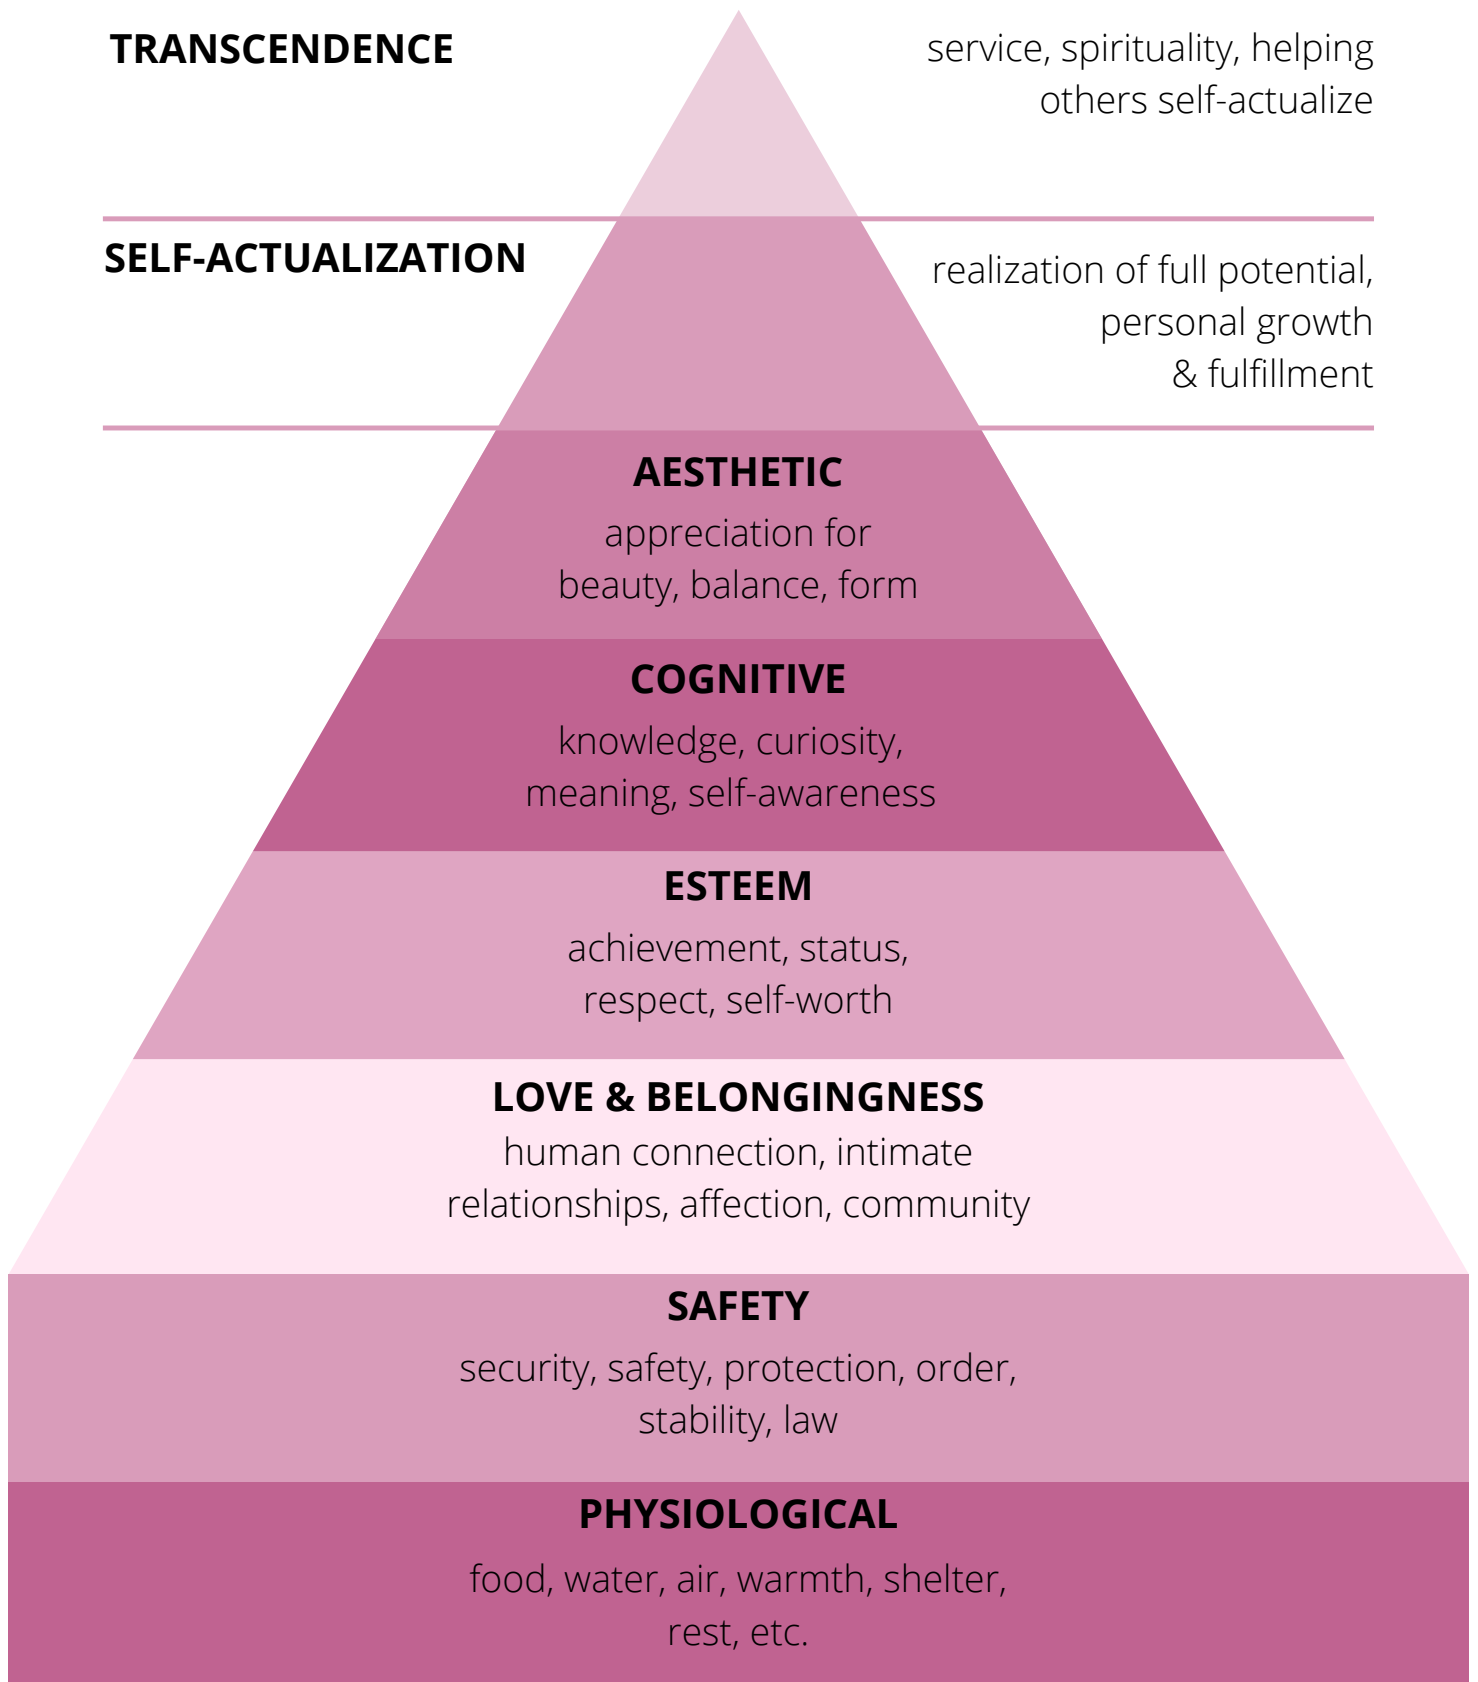 TRANSCENDENCE
service, spirituality, helping
others self-actualize
SELF-ACTUALIZATION
realization of full potential,
personal growth
& fulfillment
AESTHETIC
appreciation for
beauty, balance, form
COGNITIVE
knowledge, curiosity,
meaning, self-awareness
ESTEEM
achievement, status,
respect, self-worth
LOVE & BELONGINGNESS
human connection, intimate
relationships, affection, community
SAFETY
security, safety, protection, order,
stability, law
PHYSIOLOGICAL
food, water, air, warmth, shelter,
rest, etc.